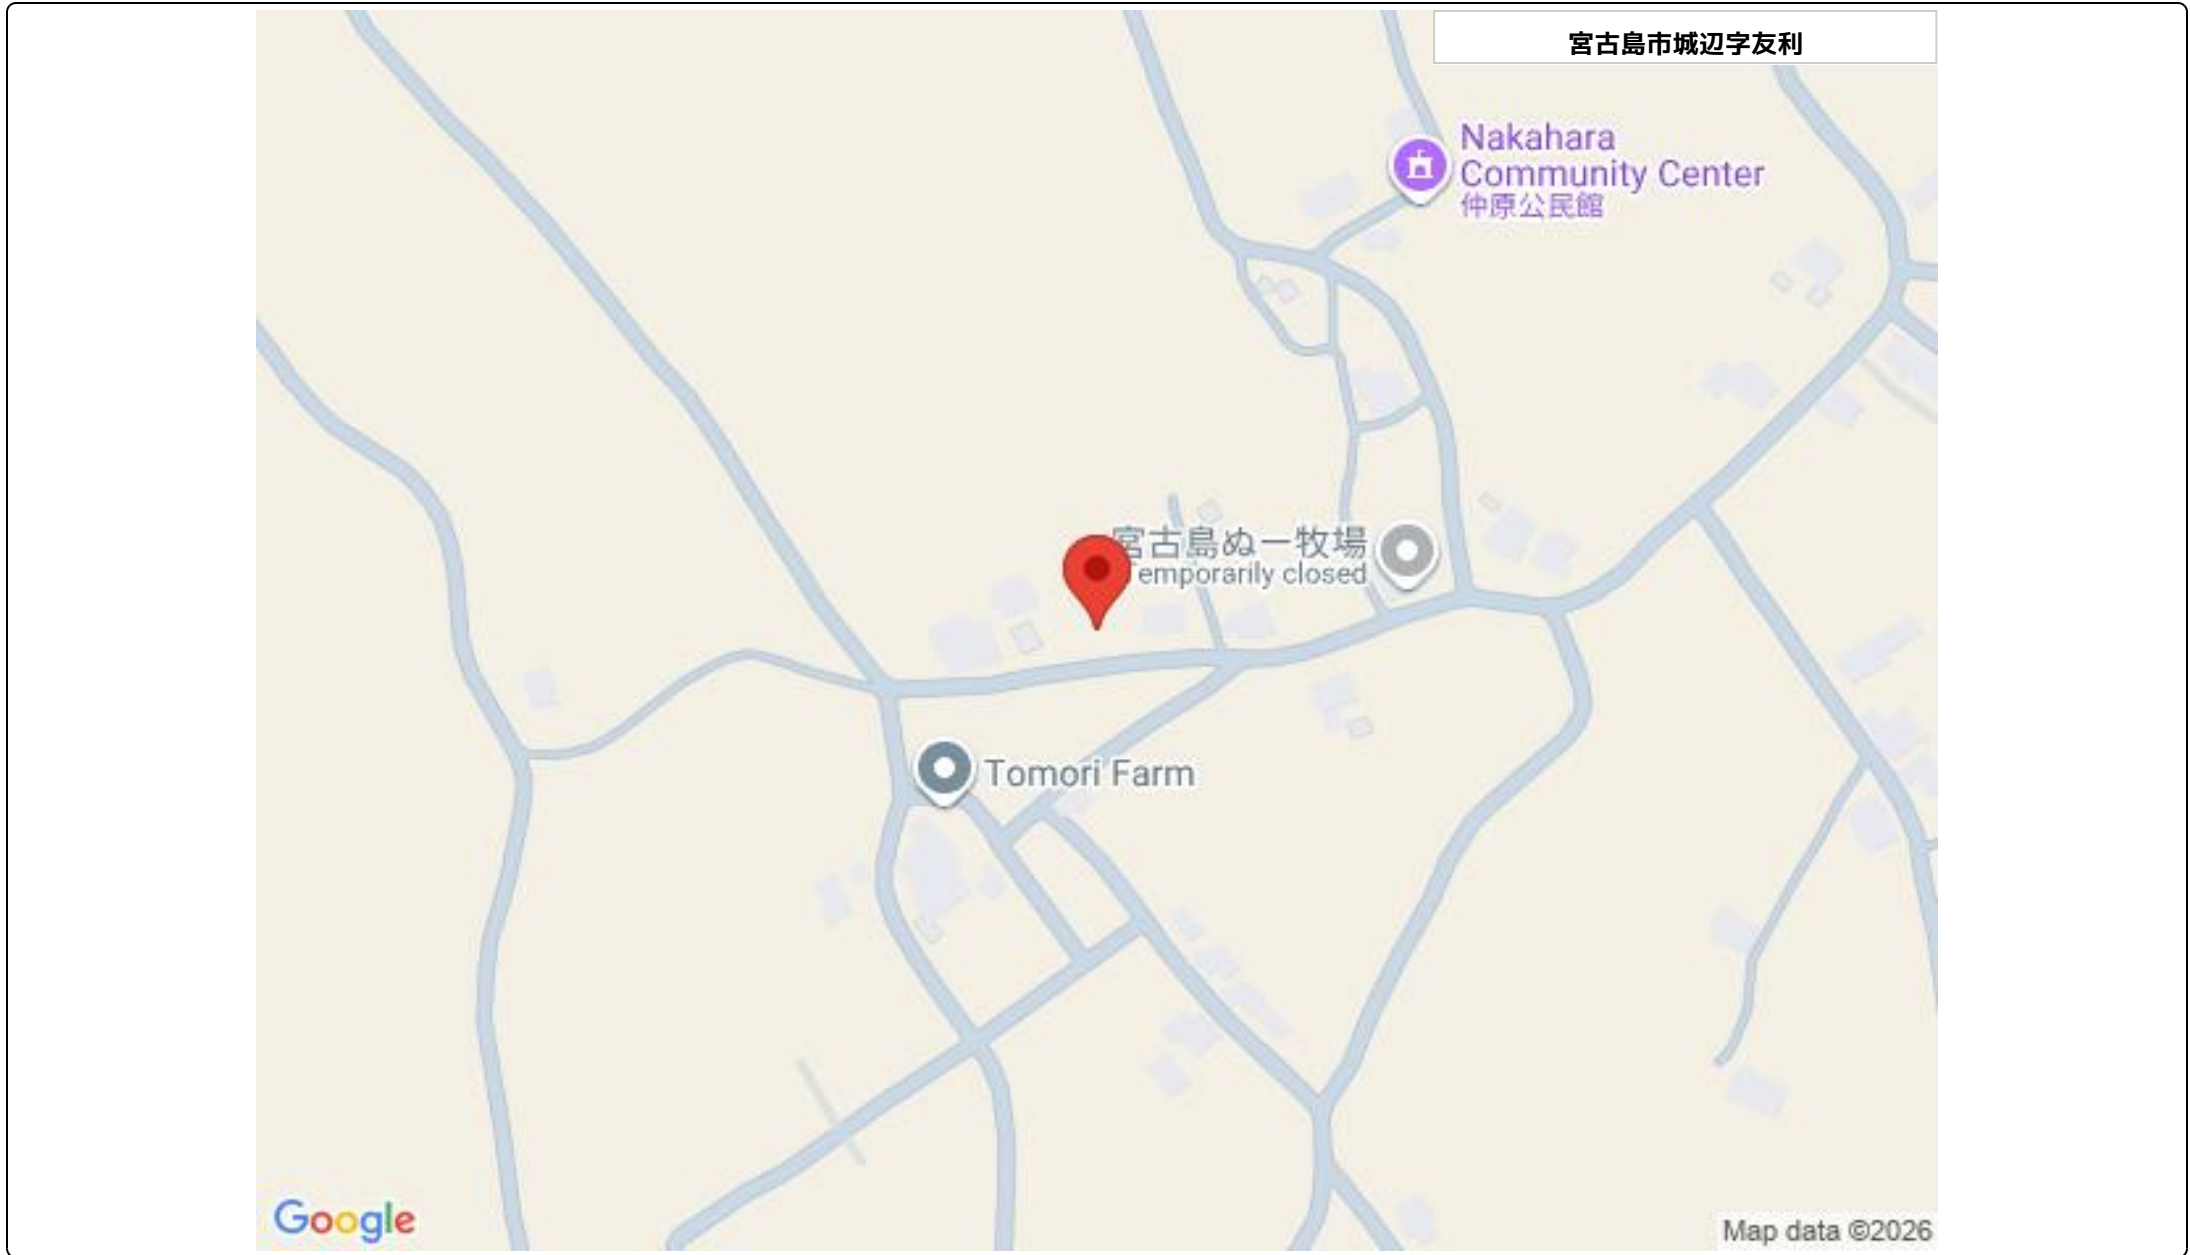 宮古島市城辺字友利
Nakahara
Community Center
仲原公民館
宮古島ぬー牧場
emporarily closed
Tomori Farm
Google
Map data ©2026